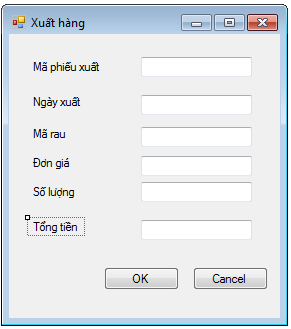 Xuất hàng
Mã phiếu xuất
Ngày xuất
Mã rau
Đơn giá
Số lượng
Tổng tiền
OK Cancel